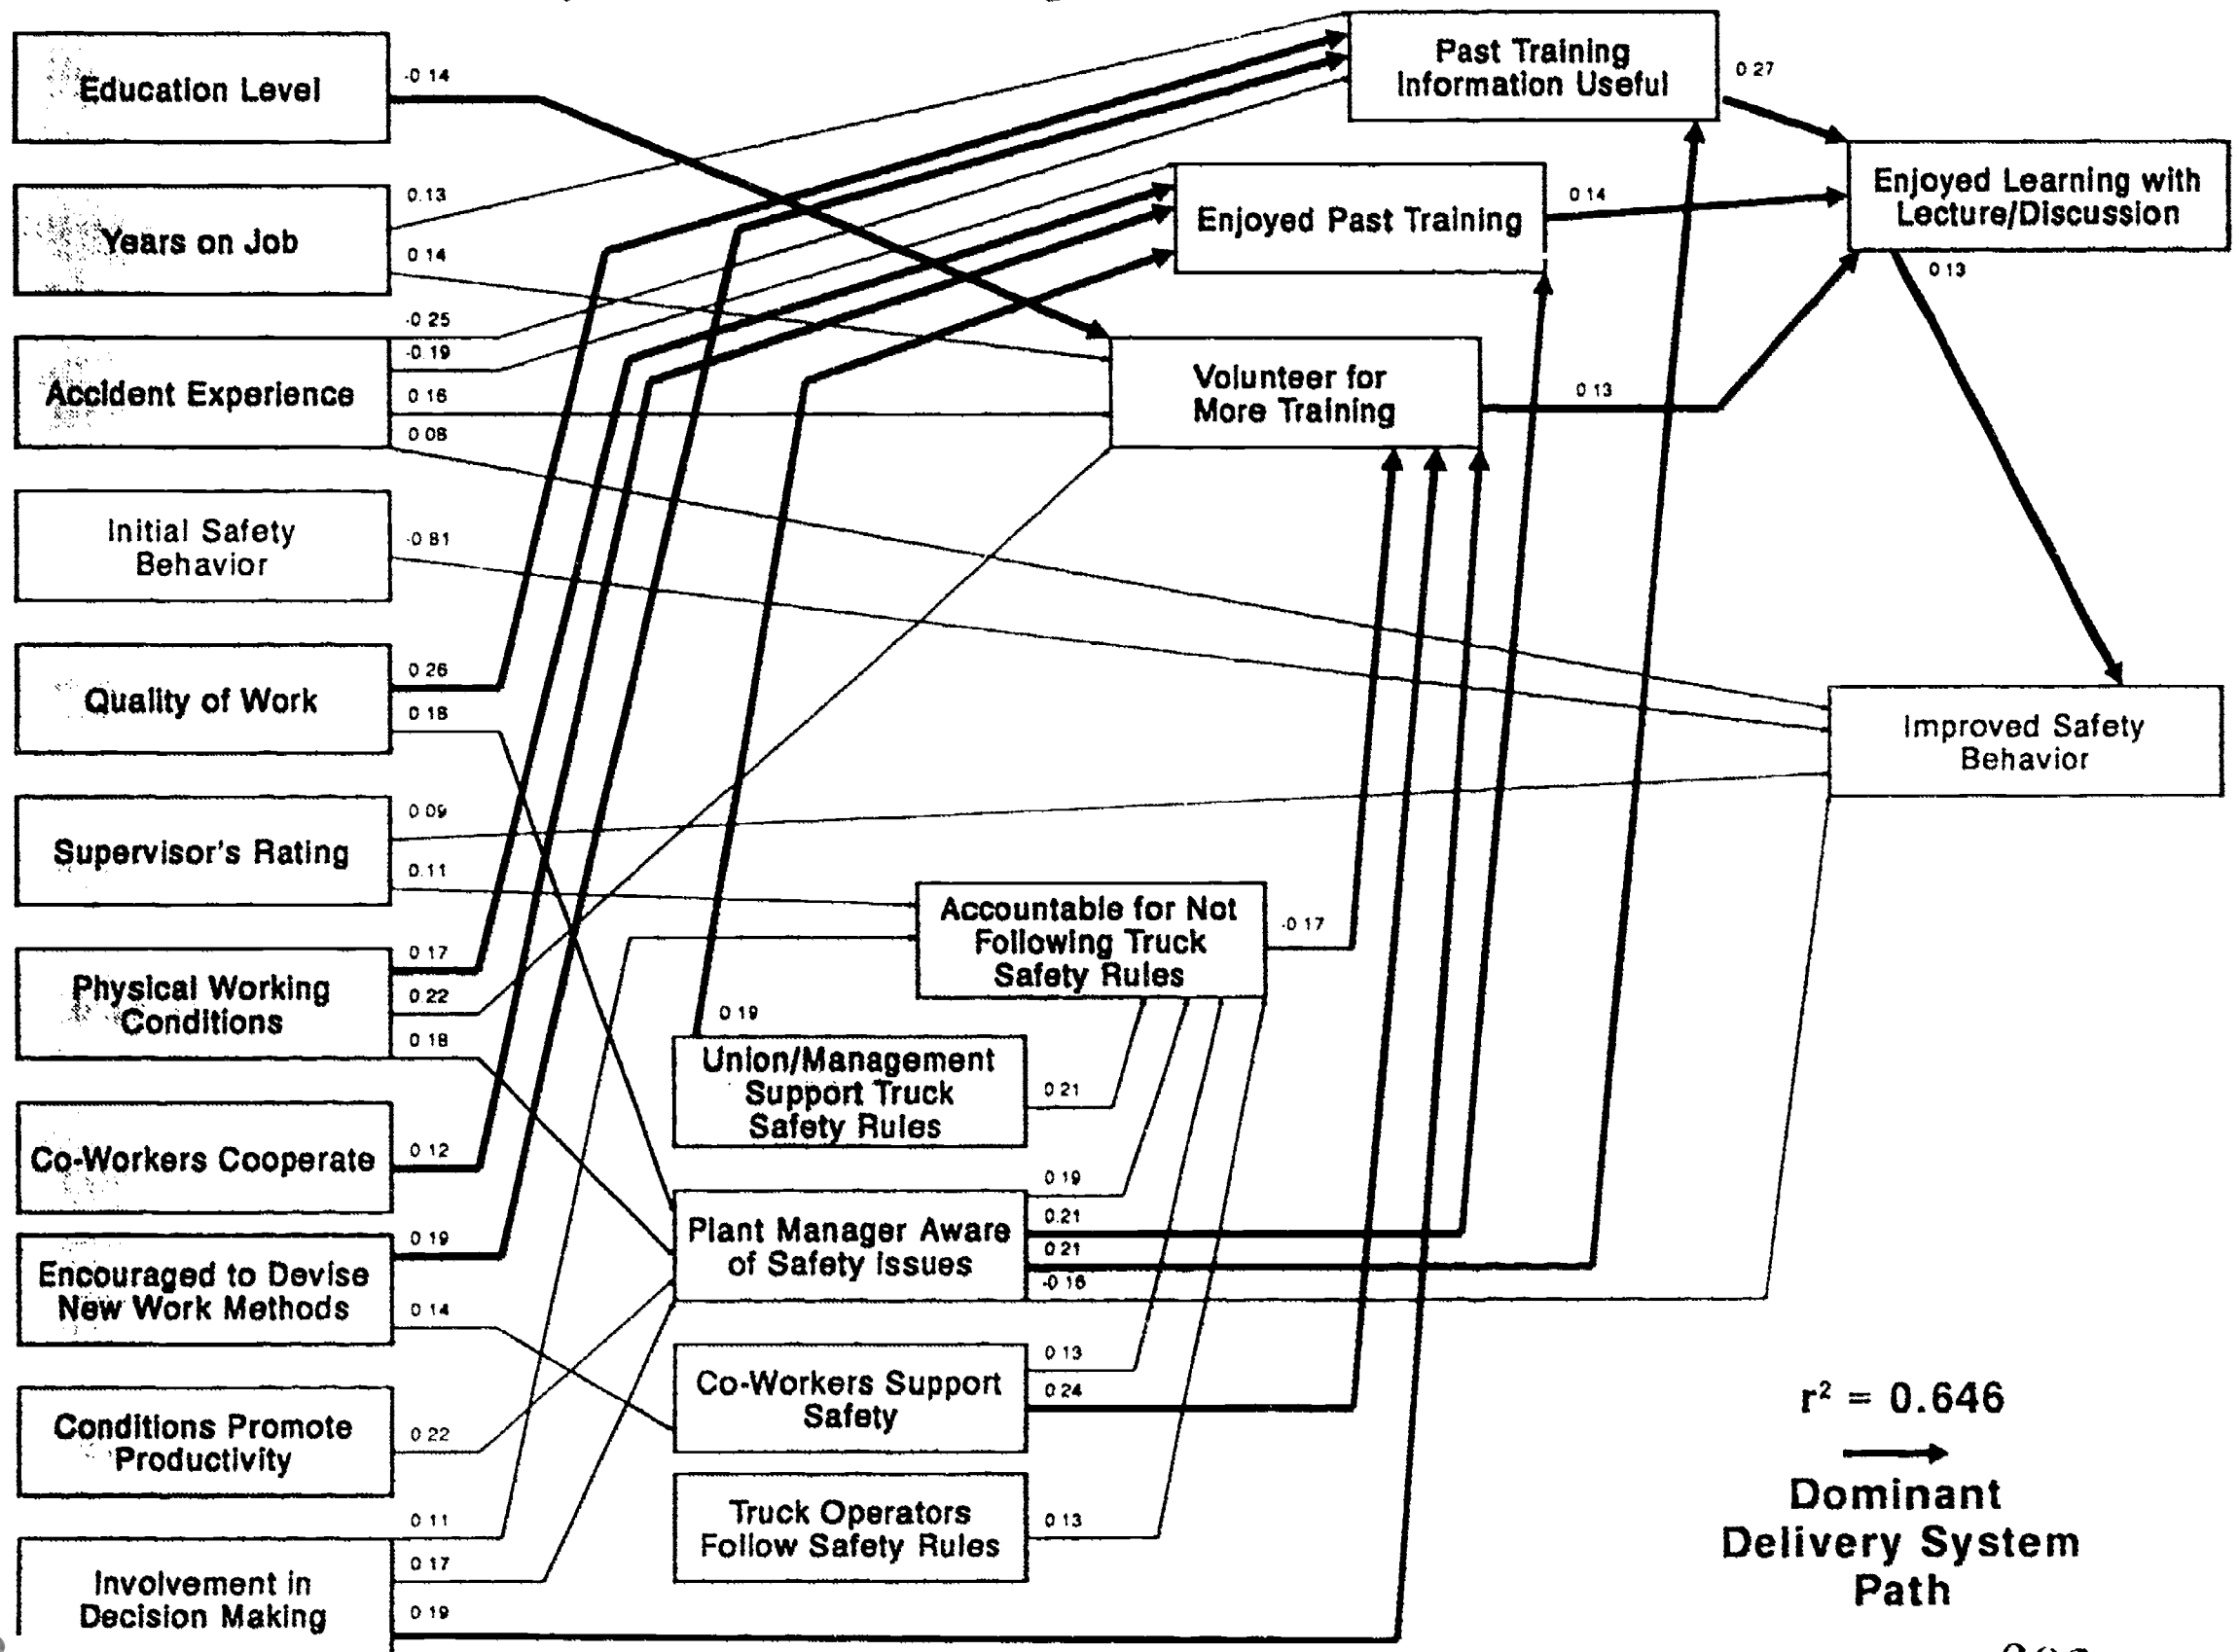 Education Level
-0 14
Years on Job
0.13
0 14
Accident Experience
-0 25
-0.19
0 16
0 08
Initial Safety
Behavior
-0 81
Quality of Work
0 26
0 18
Supervisor's Rating
0 09
0.11
Physical Working
Conditions
0 17
0.22
0 18
Co-Workers Cooperate
0 12
Encouraged to Devise
New Work Methods
0 19
0 14
Conditions Promote
Productivity
0 22
Involvement in
Decision Making
0 11
0 17
0 19
Accountable for Not
Following Truck
Safety Rules
-0 17
Union/Management
Support Truck
Safety Rules
0 19
0 21
Plant Manager Aware
of Safety Issues
0 19
0.21
0 21
-0 16
Co-Workers Support
Safety
0 13
0 24
Truck Operators
Follow Safety Rules
0 13
Past Training
Information Useful
0 27
Enjoyed Past Training
0 14
Volunteer for
More Training
0 13
Enjoyed Learning with
Lecture/Discussion
0 13
Improved Safety
Behavior
r² = 0.646
Dominant
Delivery System
Path